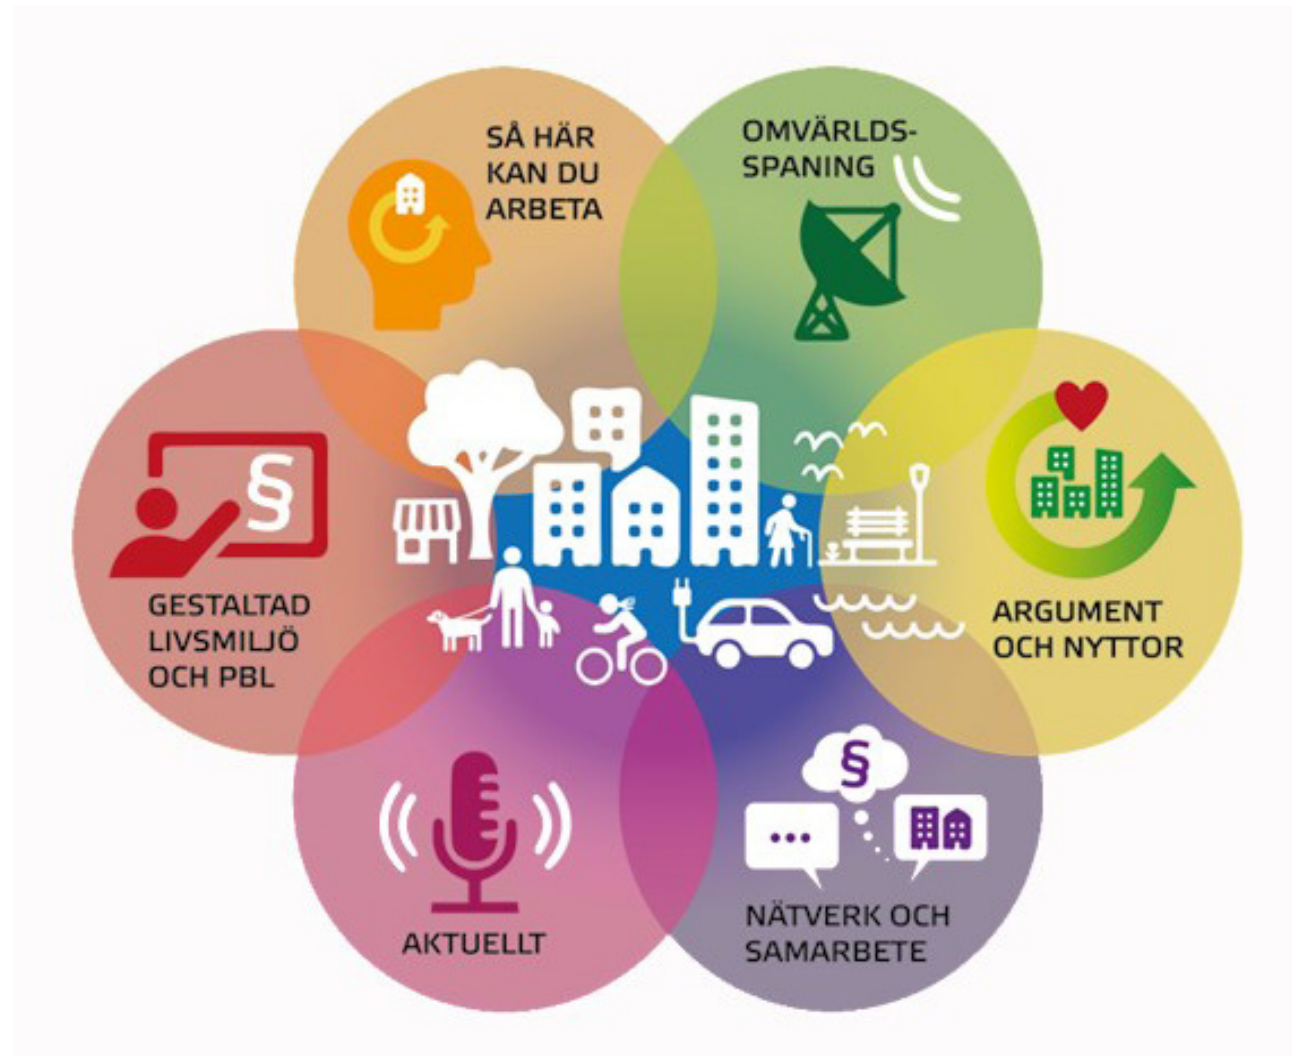 SÅ HÄR
KAN DU
ARBETA
OMVÄRLDS-
SPANING
§
GESTALTAD
LIVSMILJÖ
OCH PBL
ARGUMENT
OCH NYTTOR
AKTUELLT
§
...
NÄTVERK OCH
SAMARBETE